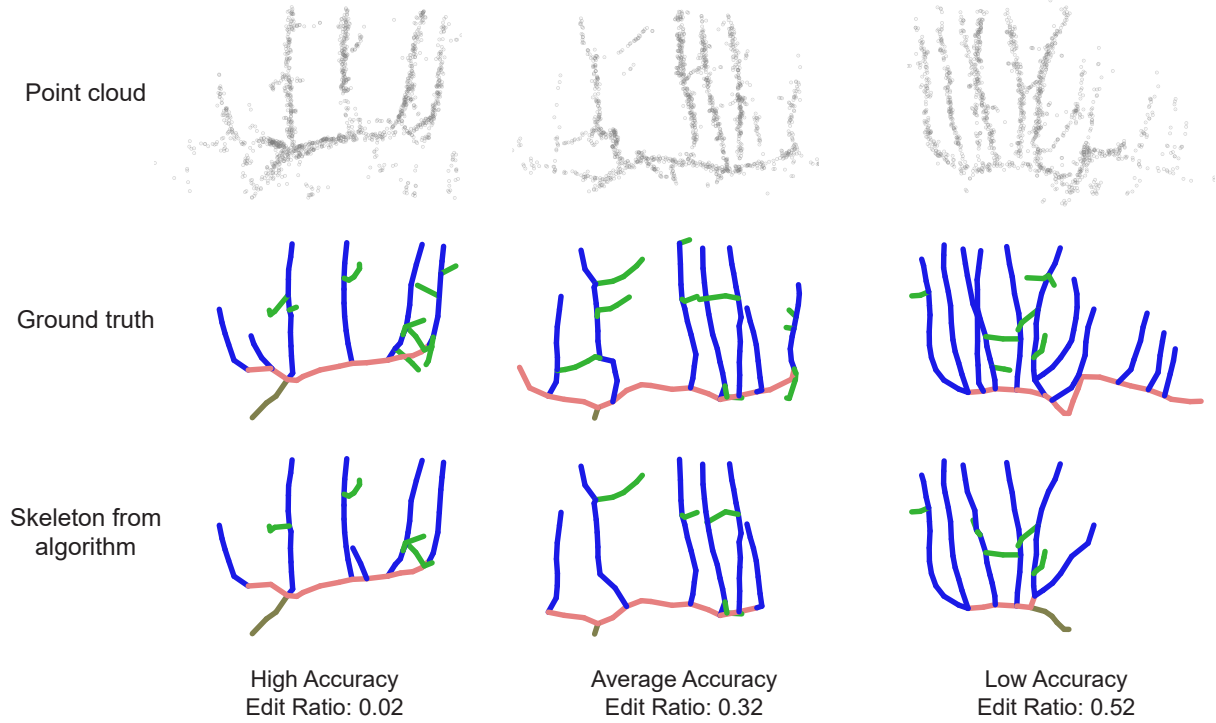 Point cloud
Ground truth
Skeleton from
algorithm
High Accuracy
Edit Ratio: 0.02
Average Accuracy
Edit Ratio: 0.32
Low Accuracy
Edit Ratio: 0.52